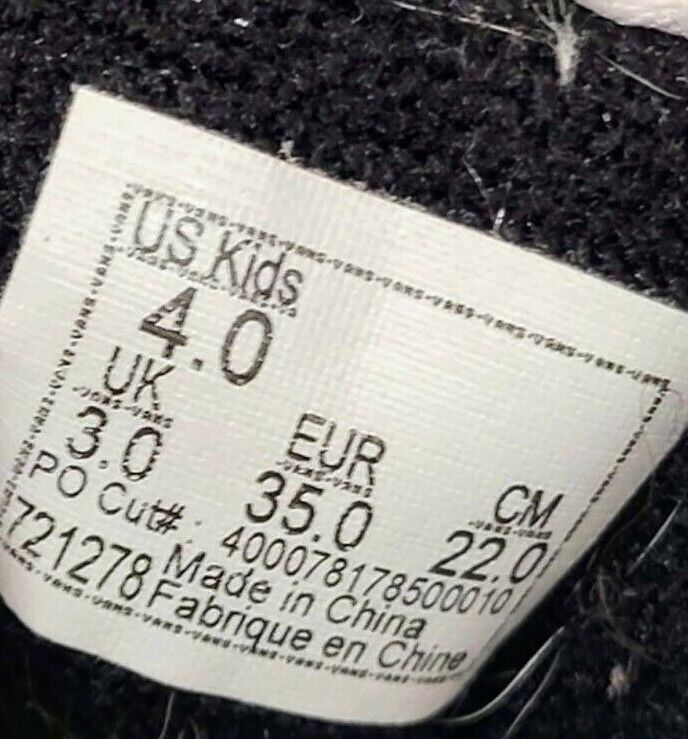 US Kids
4.0
UK EUR CM
3.0 35.0 22.0
PO Cut#: 400078178500010
721278 Made in China
Fabrique en Chine